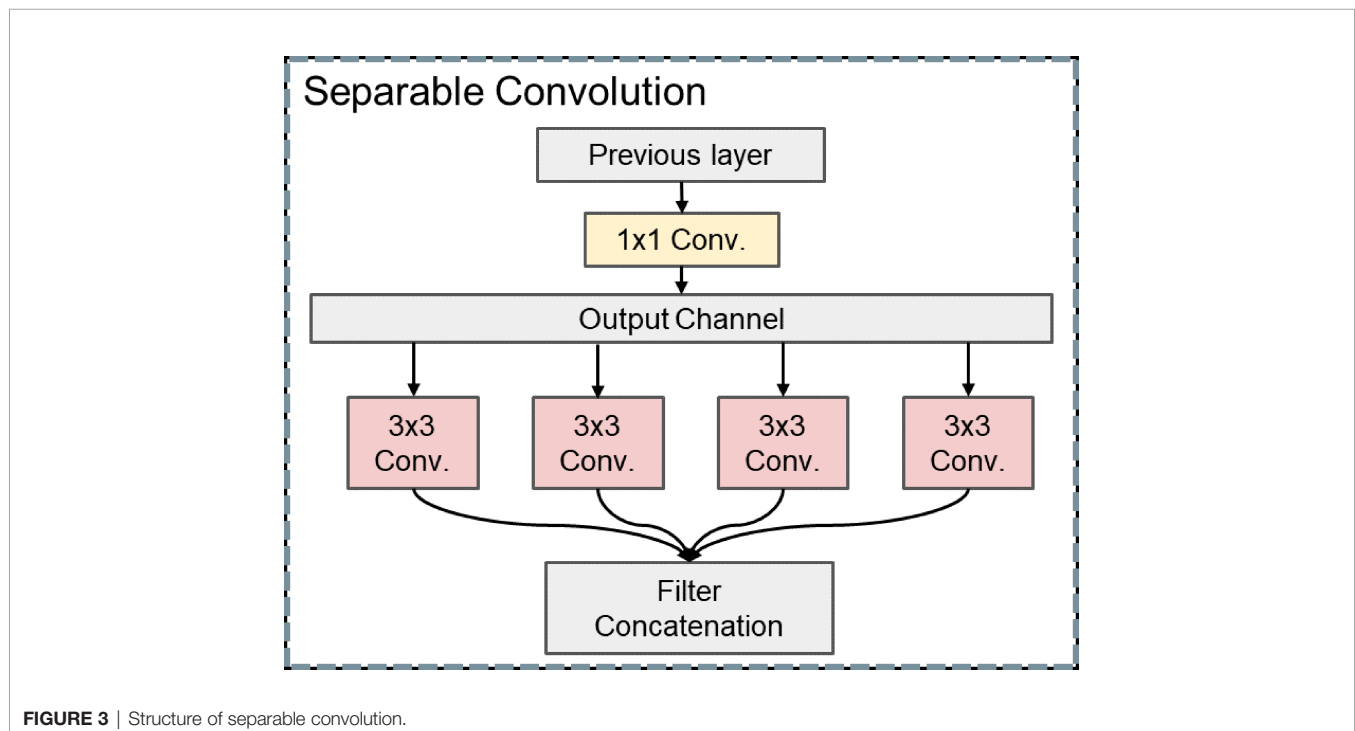 Separable Convolution
Previous layer
1x1 Conv.
Output Channel
3x3
Conv.
3x3
Conv.
3x3
Conv.
3x3
Conv.
Filter
Concatenation
FIGURE 3 | Structure of separable convolution.